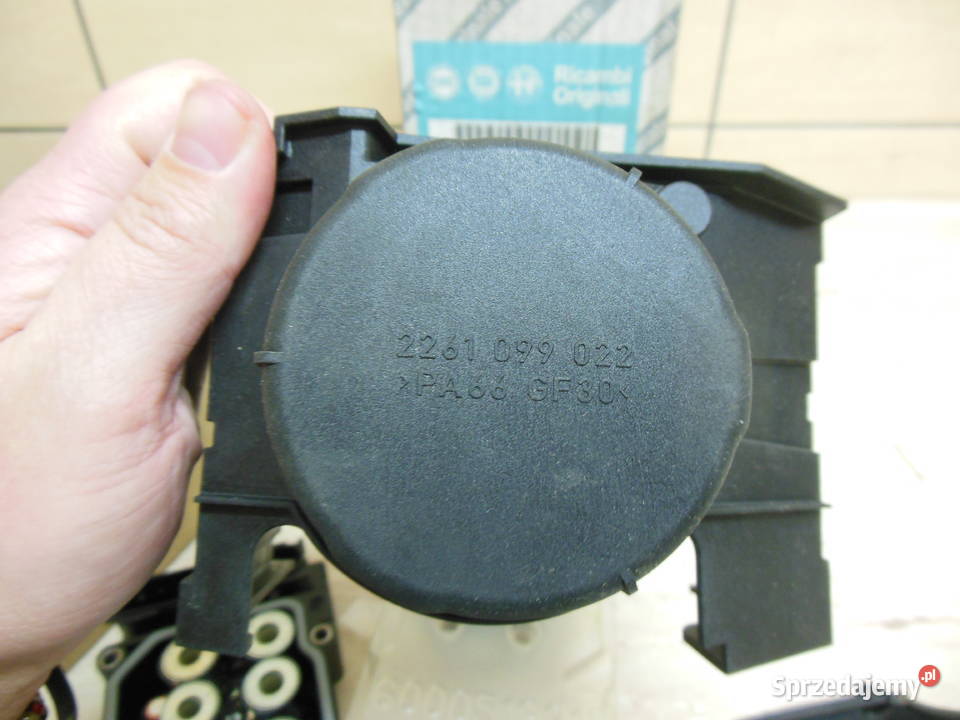 Ricambi
Originali
2261 099 022
>PA66 GF30<
Sprzedajemy.pl